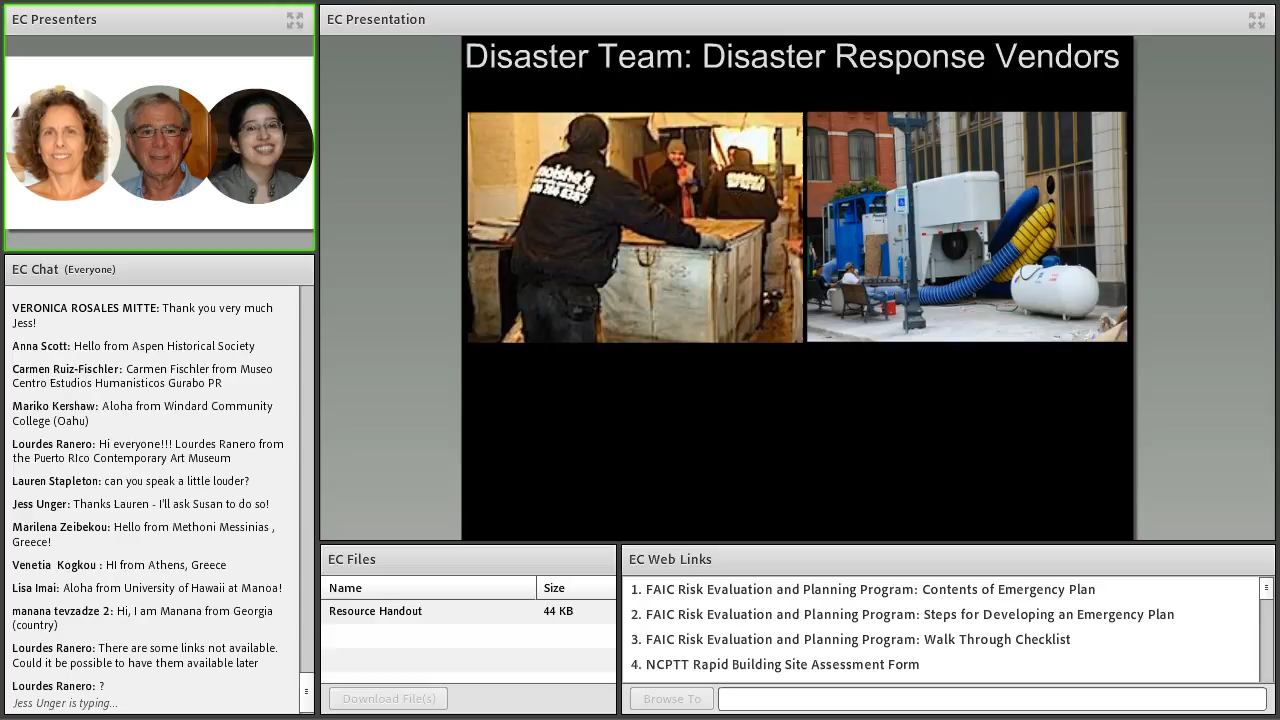 EC Presenters
EC Presentation
Disaster Team: Disaster Response Vendors
moishe's
EC Chat (Everyone)
VERONICA ROSALES MITTE: Thank you very much
Jess!
Anna Scott: Hello from Aspen Historical Society
Carmen Ruiz-Fischler: Carmen Fischler from Museo
Centro Estudios Humanisticos Gurabo PR
Mariko Kershaw: Aloha from Windard Community
College (Oahu)
Lourdes Ranero: Hi everyone!!! Lourdes Ranero from
the Puerto RIco Contemporary Art Museum
Lauren Stapleton: can you speak a little louder?
Jess Unger: Thanks Lauren - I'll ask Susan to do so!
Marilena Zeibekou: Hello from Methoni Messinias ,
Greece!
Venetia Kogkou : HI from Athens, Greece
Lisa Imai: Aloha from University of Hawaii at Manoa!
manana tevzadze 2: Hi, I am Manana from Georgia
(country)
Lourdes Ranero: There are some links not available.
Could it be possible to have them available later
Lourdes Ranero: ?
Jess Unger is typing...
EC Files
Name Size
Resource Handout 44 KB
Download File(s)
EC Web Links
1. FAIC Risk Evaluation and Planning Program: Contents of Emergency Plan
2. FAIC Risk Evaluation and Planning Program: Steps for Developing an Emergency Plan
3. FAIC Risk Evaluation and Planning Program: Walk Through Checklist
4. NCPTT Rapid Building Site Assessment Form
Browse To